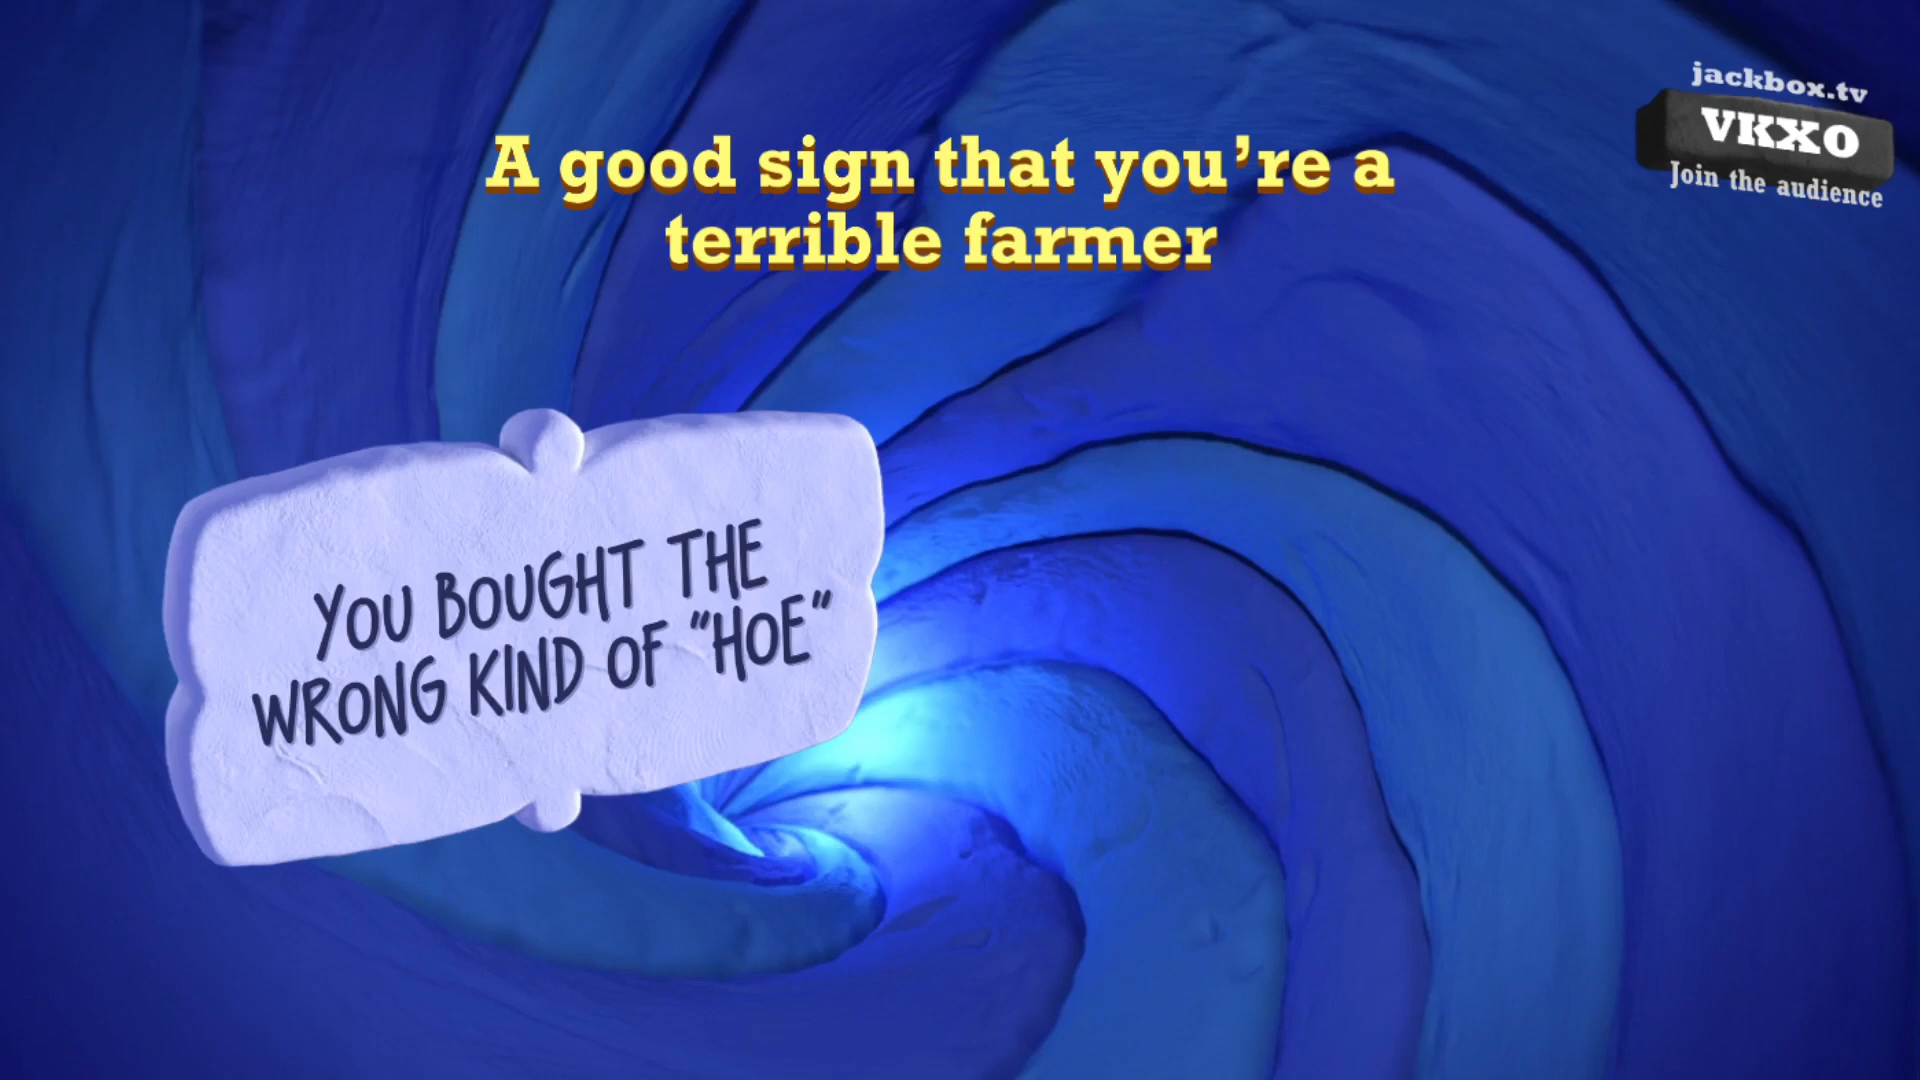 jackbox.tv
VKXO
Join the audience
A good sign that you’re a
terrible farmer
YOU BOUGHT THE
WRONG KIND OF "HOE"